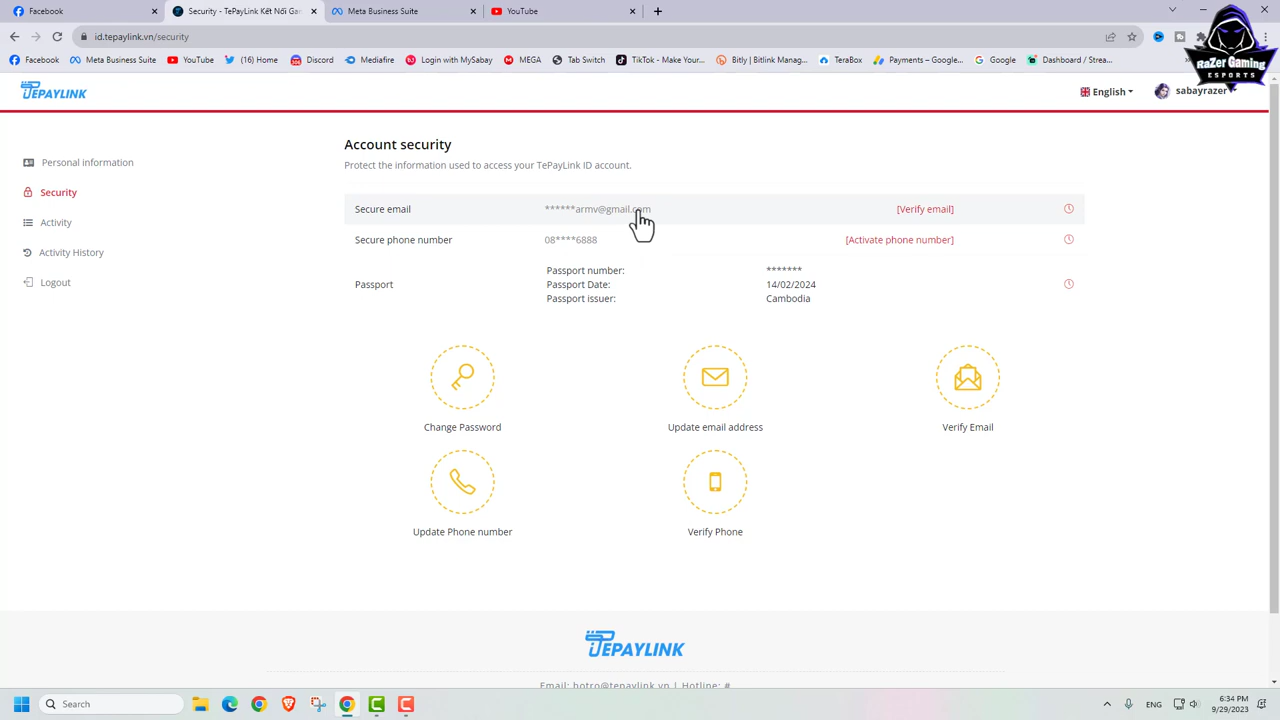 Facebook
Security - TePayLink Kết Nối Gar
Meta Business Suite
YouTube
id.tepaylink.vn/security
Facebook
Meta Business Suite
YouTube
(16) Home
Discord
Mediafire
Login with MySabay
MEGA
Tab Switch
TikTok - Make Your...
Bitly | Bitlink Manag...
TeraBox
Payments – Google...
Google
Dashboard / Strea...
RaZer Gaming
ESPORTS
TEPAYLINK
English
sabayrazer
Personal information
Security
Activity
Activity History
Logout
Account security
Protect the information used to access your TePayLink ID account.
Secure email ******armv@gmail.com [Verify email]
Secure phone number 08****6888 [Activate phone number]
Passport
Passport number: *******
Passport Date: 14/02/2024
Passport issuer: Cambodia
Change Password
Update email address
Verify Email
Update Phone number
Verify Phone
TEPAYLINK
Email: hotro@tepaylink.vn | Hotline: #
Search
ENG
6:34 PM
9/29/2023